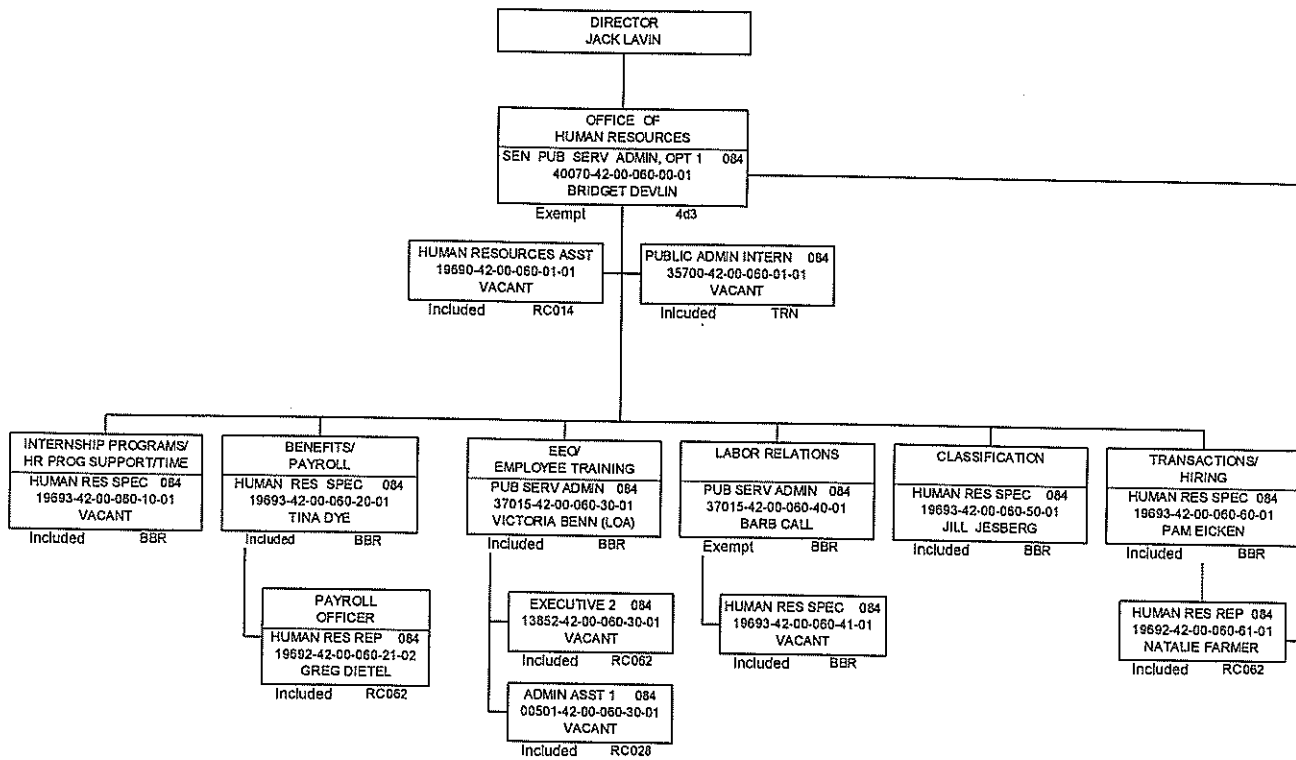 DIRECTOR
JACK LAVIN
OFFICE OF
HUMAN RESOURCES
SEN PUB SERV ADMIN, OPT 1 084
40070-42-00-060-00-01
BRIDGET DEVLIN
Exempt 4d3
HUMAN RESOURCES ASST
19690-42-00-060-01-01
VACANT
Included RC014
PUBLIC ADMIN INTERN 084
35700-42-00-060-01-01
VACANT
Inlcuded TRN
INTERNSHIP PROGRAMS/
HR PROG SUPPORT/TIME
HUMAN RES SPEC 084
19693-42-00-060-10-01
VACANT
Included BBR
BENEFITS/
PAYROLL
HUMAN RES SPEC 084
19693-42-00-060-20-01
TINA DYE
Included BBR
EEO/
EMPLOYEE TRAINING
PUB SERV ADMIN 084
37015-42-00-060-30-01
VICTORIA BENN (LOA)
Included BBR
LABOR RELATIONS
PUB SERV ADMIN 084
37015-42-00-060-40-01
BARB CALL
Exempt BBR
CLASSIFICATION
HUMAN RES SPEC 084
19693-42-00-060-50-01
JILL JESBERG
Included BBR
TRANSACTIONS/
HIRING
HUMAN RES SPEC 084
19693-42-00-060-60-01
PAM EICKEN
Included BBR
PAYROLL
OFFICER
HUMAN RES REP 084
19692-42-00-060-21-02
GREG DIETEL
Included RC062
EXECUTIVE 2 084
13852-42-00-060-30-01
VACANT
Included RC062
ADMIN ASST 1 084
00501-42-00-060-30-01
VACANT
Included RC028
HUMAN RES SPEC 084
19693-42-00-060-41-01
VACANT
Included BBR
HUMAN RES REP 084
19692-42-00-060-61-01
NATALIE FARMER
Included RC062